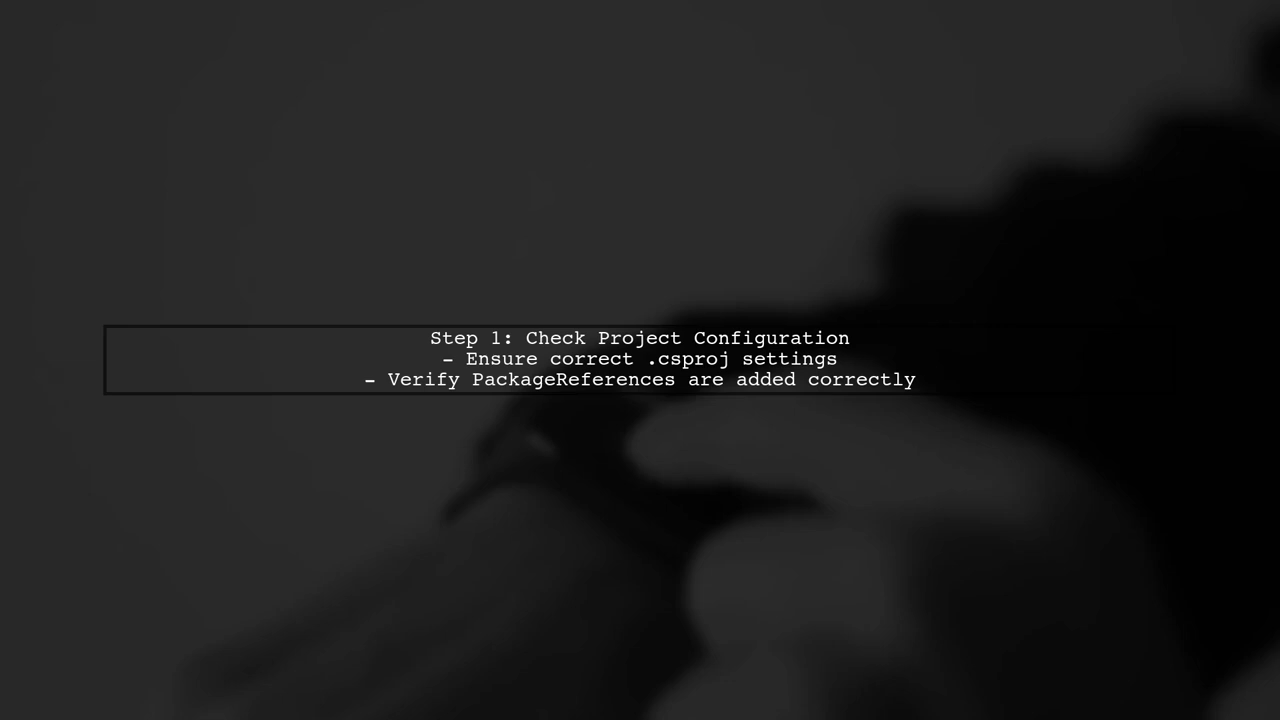 Step 1: Check Project Configuration
– Ensure correct .csproj settings
– Verify PackageReferences are added correctly